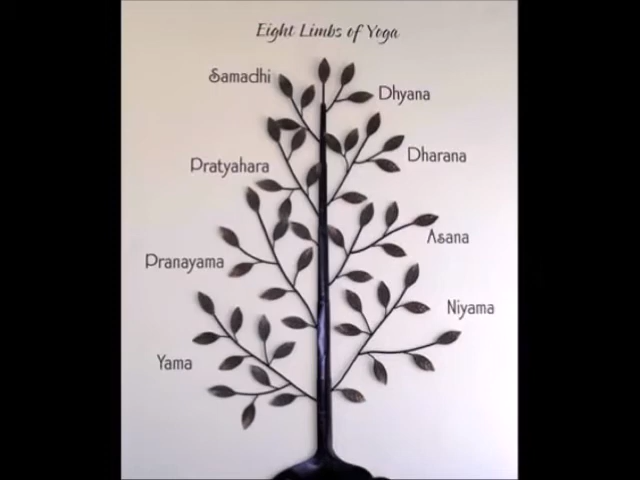 Eight Limbs of Yoga
Samadhi
Dhyana
Dharana
Pratyahara
Asana
Pranayama
Niyama
Yama